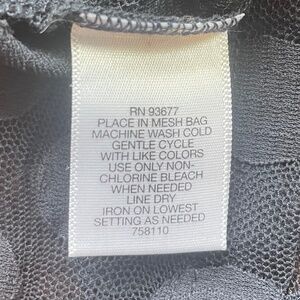 RN 93677
PLACE IN MESH BAG
MACHINE WASH COLD
GENTLE CYCLE
WITH LIKE COLORS
USE ONLY NON-
CHLORINE BLEACH
WHEN NEEDED
LINE DRY
IRON ON LOWEST
SETTING AS NEEDED
758110